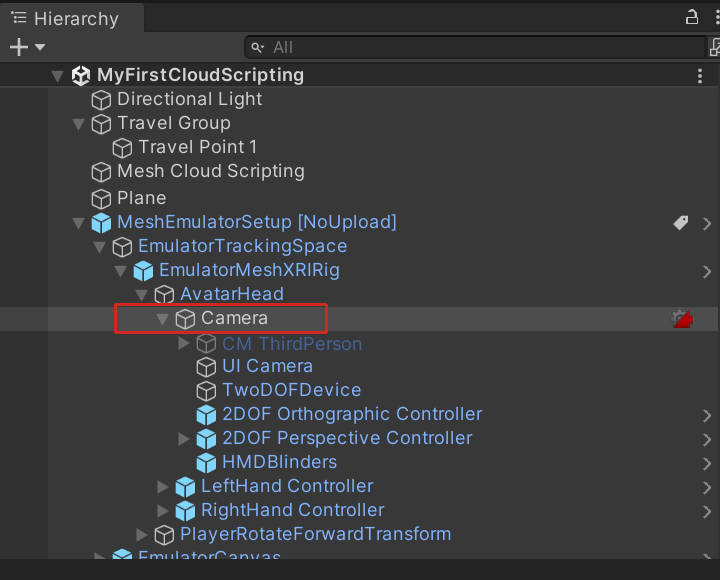 Hierarchy
All
MyFirstCloudScripting
Directional Light
Travel Group
Travel Point 1
Mesh Cloud Scripting
Plane
MeshEmulatorSetup [NoUpload]
EmulatorTrackingSpace
EmulatorMeshXRIRig
AvatarHead
Camera
CM ThirdPerson
UI Camera
TwoDOFDevice
2DOF Orthographic Controller
2DOF Perspective Controller
HMDBlinders
LeftHand Controller
RightHand Controller
PlayerRotateForwardTransform
EmulatorCanvas